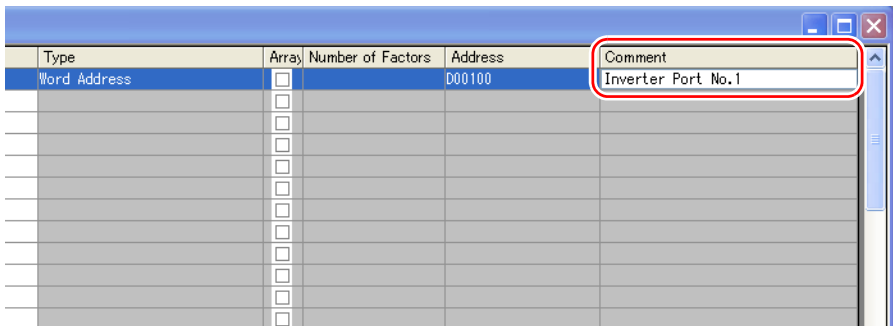 Type Array Number of Factors Address Comment
Word Address D00100 Inverter Port No.1